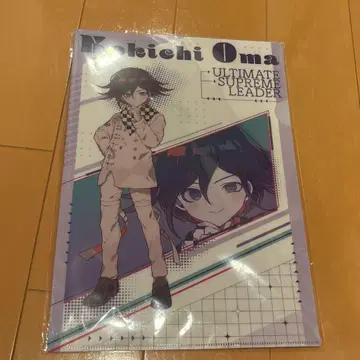 Kokichi Oma
ULTIMATE
SUPREME
LEADER